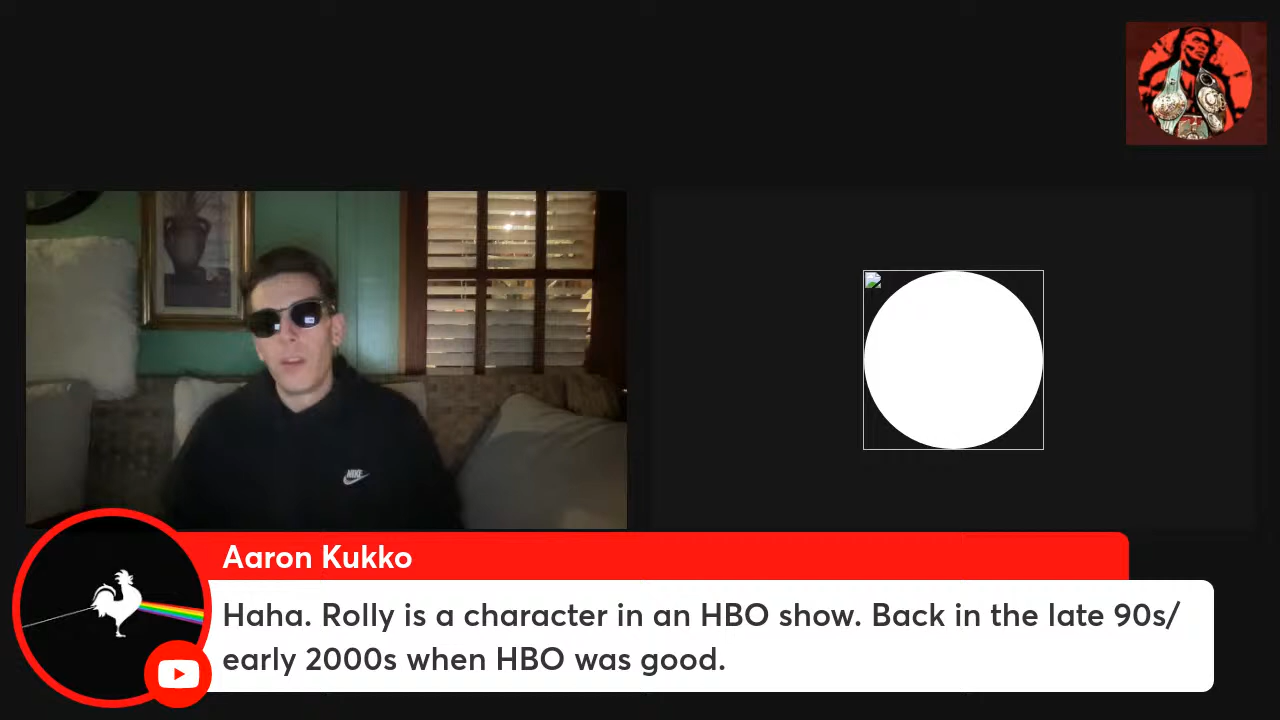 NIKE
Aaron Kukko
Haha. Rolly is a character in an HBO show. Back in the late 90s/
early 2000s when HBO was good.